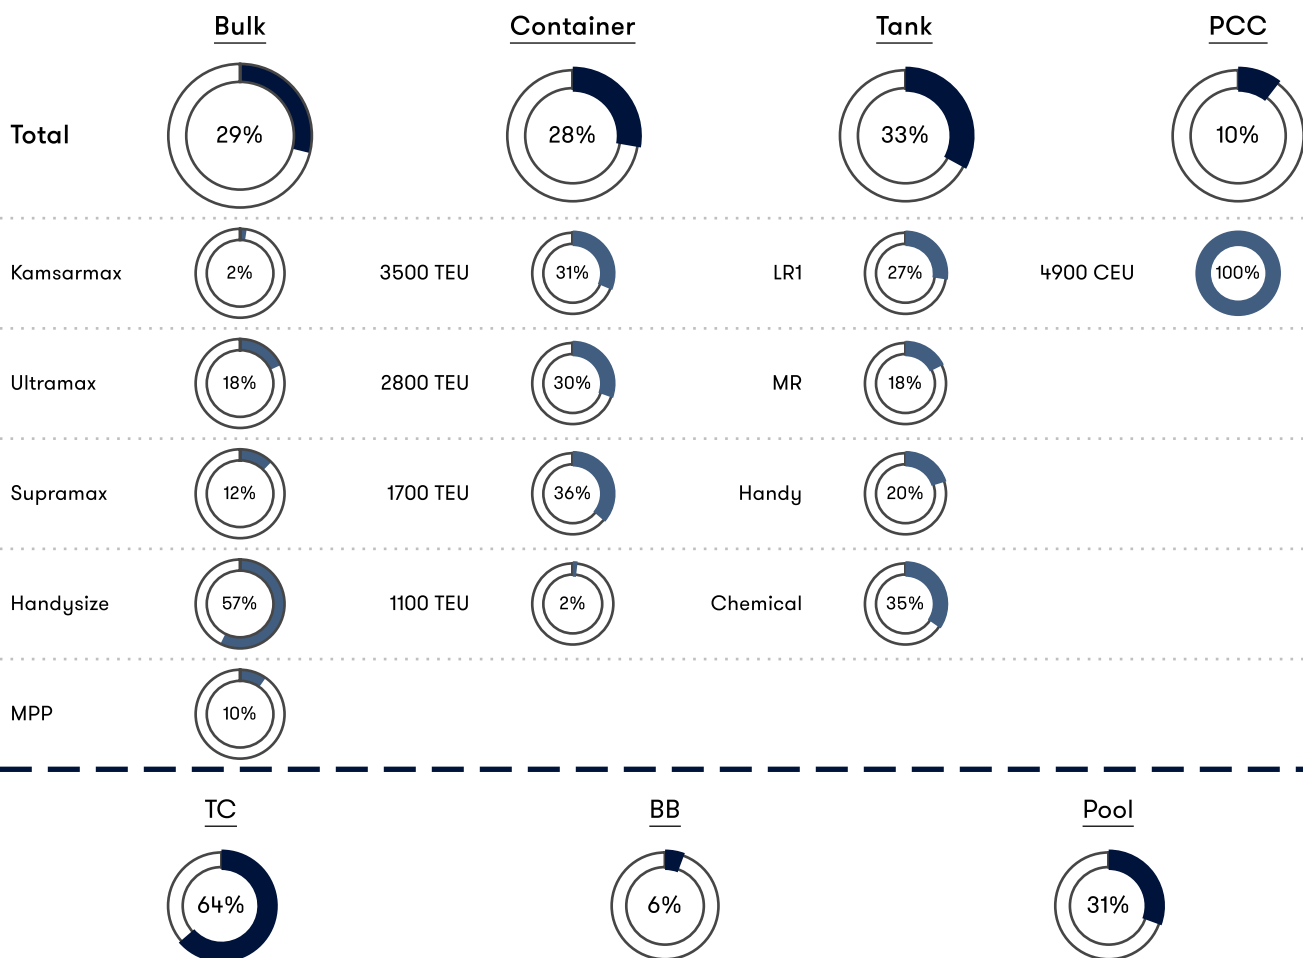 Bulk Container Tank PCC
Total 29% 28% 33% 10%
Kamsarmax 2% 3500 TEU 31% LR1 27% 4900 CEU 100%
Ultramax 18% 2800 TEU 30% MR 18%
Supramax 12% 1700 TEU 36% Handy 20%
Handysize 57% 1100 TEU 2% Chemical 35%
MPP 10%
TC BB Pool
64% 6% 31%